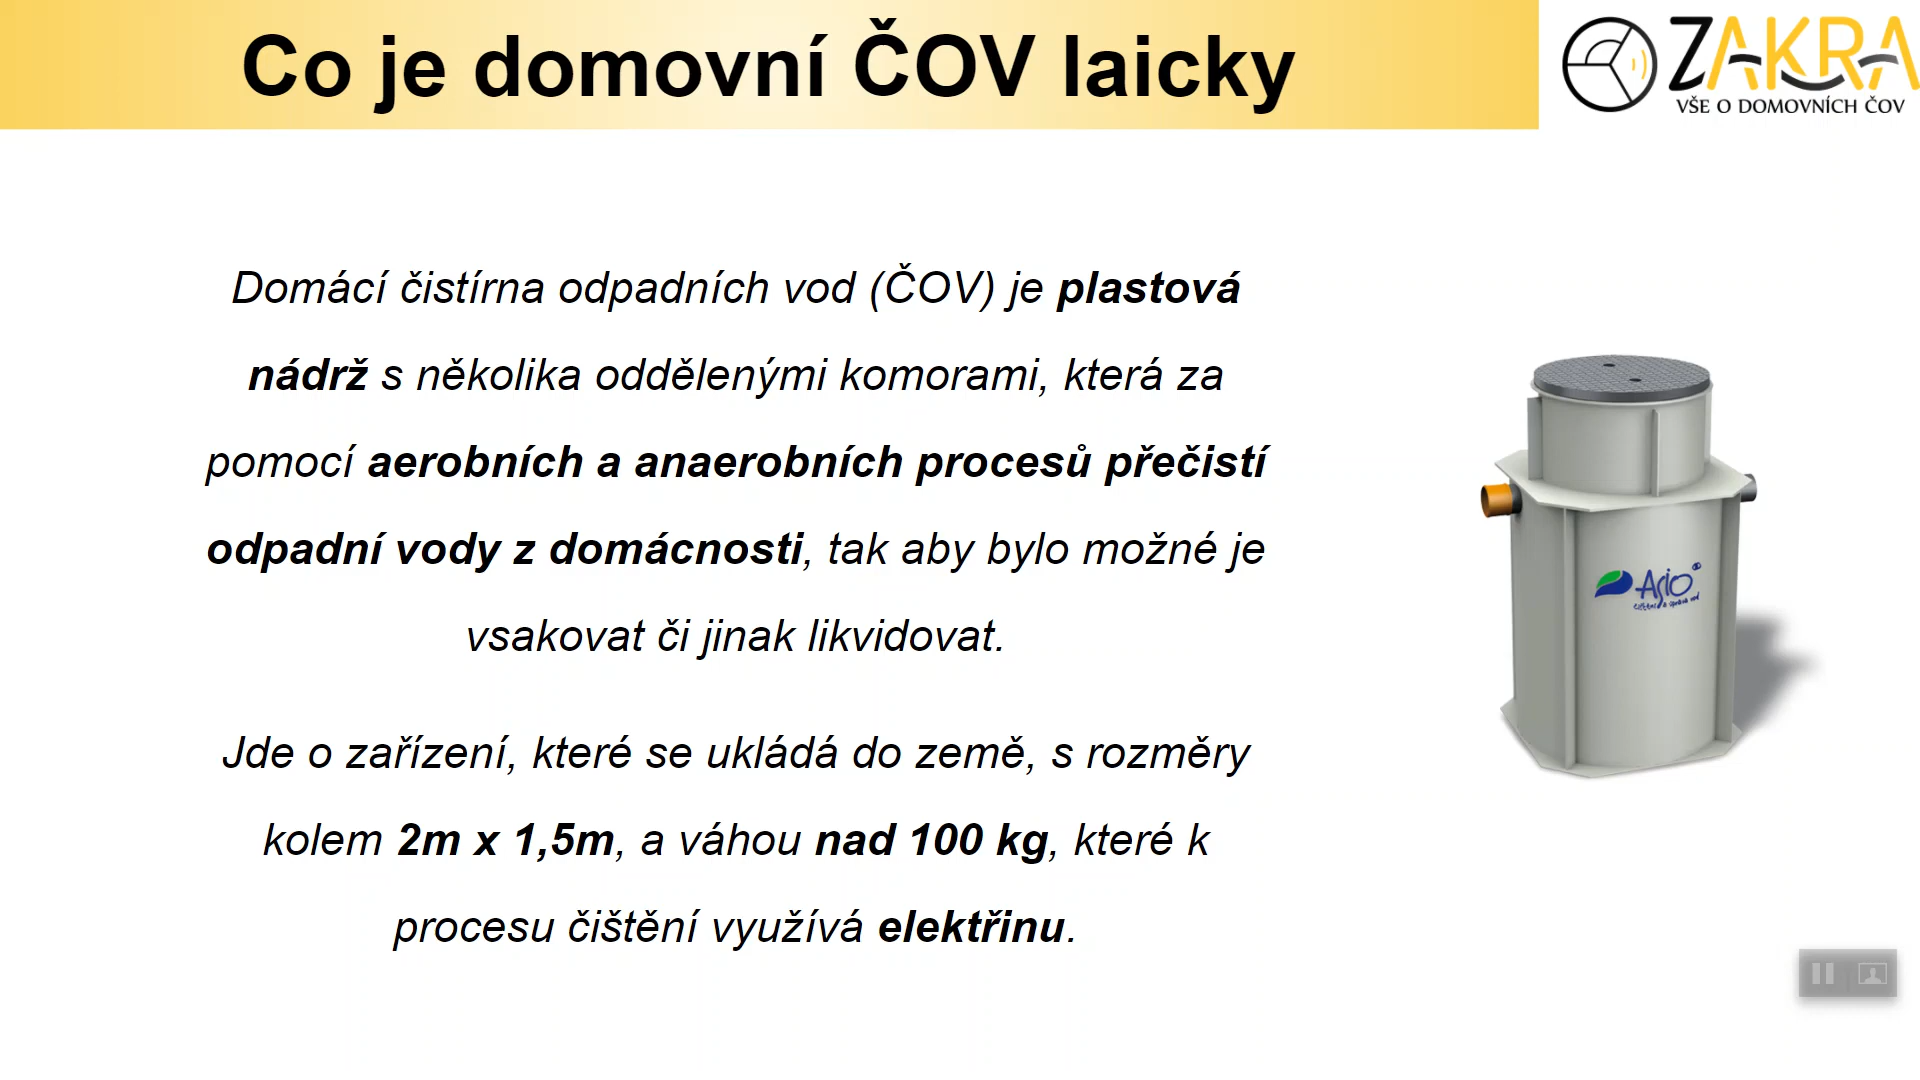 Co je domovní ČOV laicky
ZAKRA
VŠE O DOMOVNÍCH ČOV
Domácí čistírna odpadních vod (ČOV) je plastová
nádrž s několika oddělenými komorami, která za
pomocí aerobních a anaerobních procesů přečistí
odpadní vody z domácnosti, tak aby bylo možné je
vsakovat či jinak likvidovat.
Jde o zařízení, které se ukládá do země, s rozměry
kolem 2m x 1,5m, a váhou nad 100 kg, které k
procesu čištění využívá elektřinu.
Asio
čištění a úprava vod